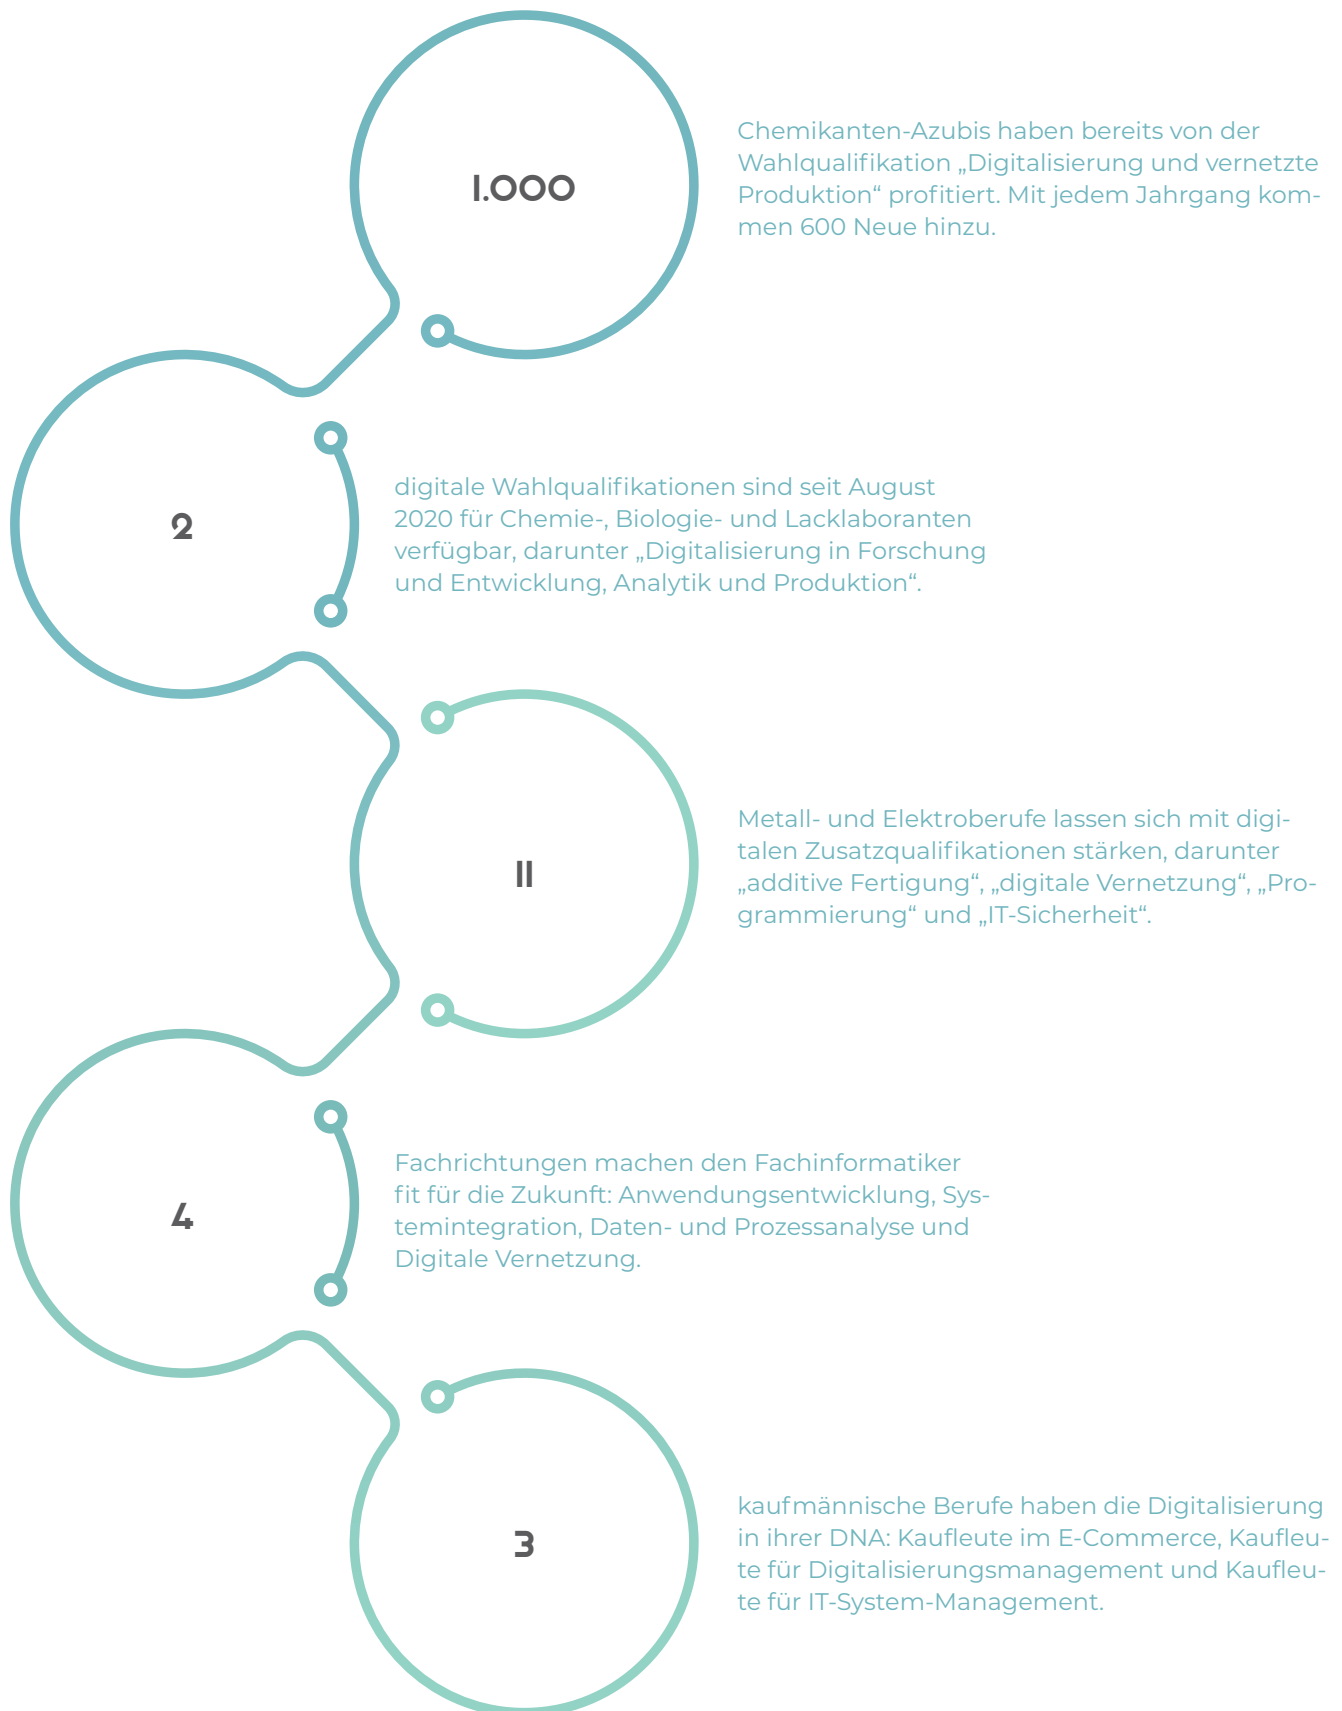 1.000
Chemikanten-Azubis haben bereits von der
Wahlqualifikation „Digitalisierung und vernetzte
Produktion“ profitiert. Mit jedem Jahrgang kom-
men 600 Neue hinzu.
2
digitale Wahlqualifikationen sind seit August
2020 für Chemie-, Biologie- und Lacklaboranten
verfügbar, darunter „Digitalisierung in Forschung
und Entwicklung, Analytik und Produktion“.
11
Metall- und Elektroberufe lassen sich mit digi-
talen Zusatzqualifikationen stärken, darunter
„additive Fertigung“, „digitale Vernetzung“, „Pro-
grammierung“ und „IT-Sicherheit“.
4
Fachrichtungen machen den Fachinformatiker
fit für die Zukunft: Anwendungsentwicklung, Sys-
temintegration, Daten- und Prozessanalyse und
Digitale Vernetzung.
3
kaufmännische Berufe haben die Digitalisierung
in ihrer DNA: Kaufleute im E-Commerce, Kaufleu-
te für Digitalisierungsmanagement und Kaufleu-
te für IT-System-Management.